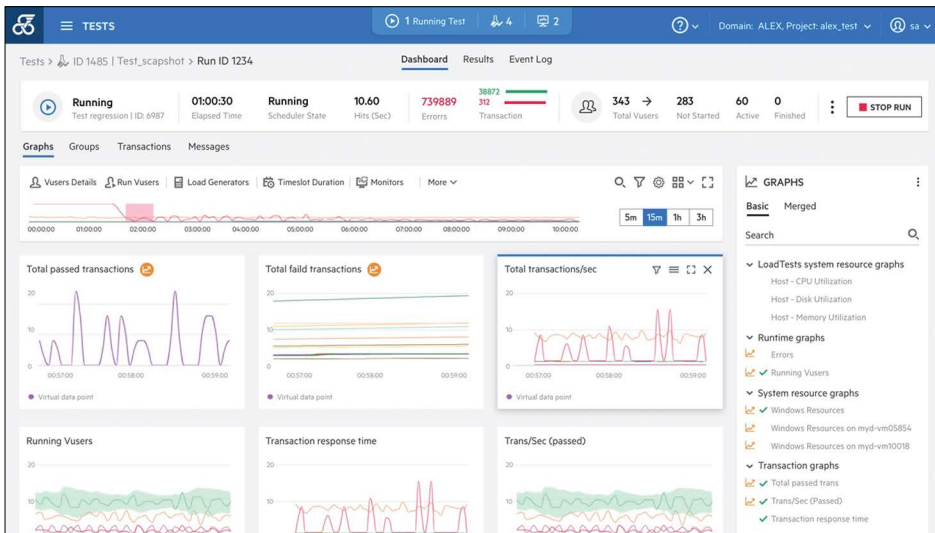 TESTS
1 Running Test
4
2
Domain: ALEX, Project: alex_test
sa
Tests > ID 1485 | Test_scapshot > Run ID 1234
Dashboard Results Event Log
Running
Test regression | ID: 6987
01:00:30
Elapsed Time
Running
Scheduler State
10.60
Hits (Sec)
739889
Errorrs
38872
312
Transaction
343
Total Vusers
283
Not Started
60
Active
0
Finished
STOP RUN
Graphs Groups Transactions Messages
Vusers Details Run Vusers Load Generators Timeslot Duration Monitors More
00:00:00 01:00:00 02:00:00 03:00:00 04:00:00 05:00:00 06:00:00 07:00:00 08:00:00 09:00:00 10:00:00
5m 15m 1h 3h
Total passed transactions
20
10
0
00:57:00 00:58:00 00:59:00
Virtual data point
Total faild transactions
20
10
0
00:57:00 00:58:00 00:59:00
Virtual data point
Total transactions/sec
20
10
0
00:57:00 00:58:00 00:59:00
Virtual data point
Running Vusers
20
10
Transaction response time
20
10
Trans/Sec (passed)
20
10
GRAPHS
Basic Merged
Search
LoadTests system resource graphs
Host - CPU Utilization
Host - Disk Utilization
Host - Memory Utilization
Runtime graphs
Errors
Running Vusers
System resource graphs
Windows Resources
Windows Resources on myd-vm05854
Windows Resources on myd-vm10018
Transaction graphs
Total passed trans
Trans/Sec (Passed)
Transaction response time